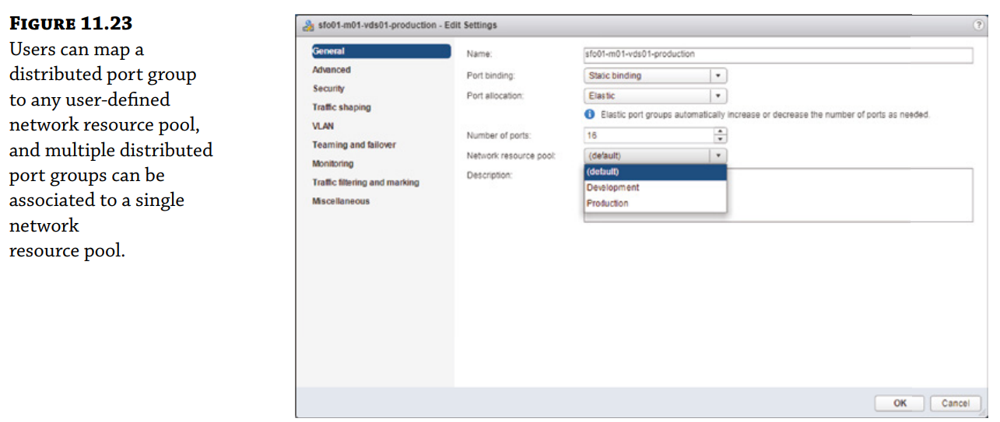 FIGURE 11.23
Users can map a
distributed port group
to any user-defined
network resource pool,
and multiple distributed
port groups can be
associated to a single
network
resource pool.
sfo01-m01-vds01-production - Edit Settings
?
General
Advanced
Security
Traffic shaping
VLAN
Teaming and failover
Monitoring
Traffic filtering and marking
Miscellaneous
Name: sfo01-m01-vds01-production
Port binding: Static binding
Port allocation: Elastic
Elastic port groups automatically increase or decrease the number of ports as needed.
Number of ports: 16
Network resource pool: (default)
(default)
Description:
Development
Production
OK Cancel